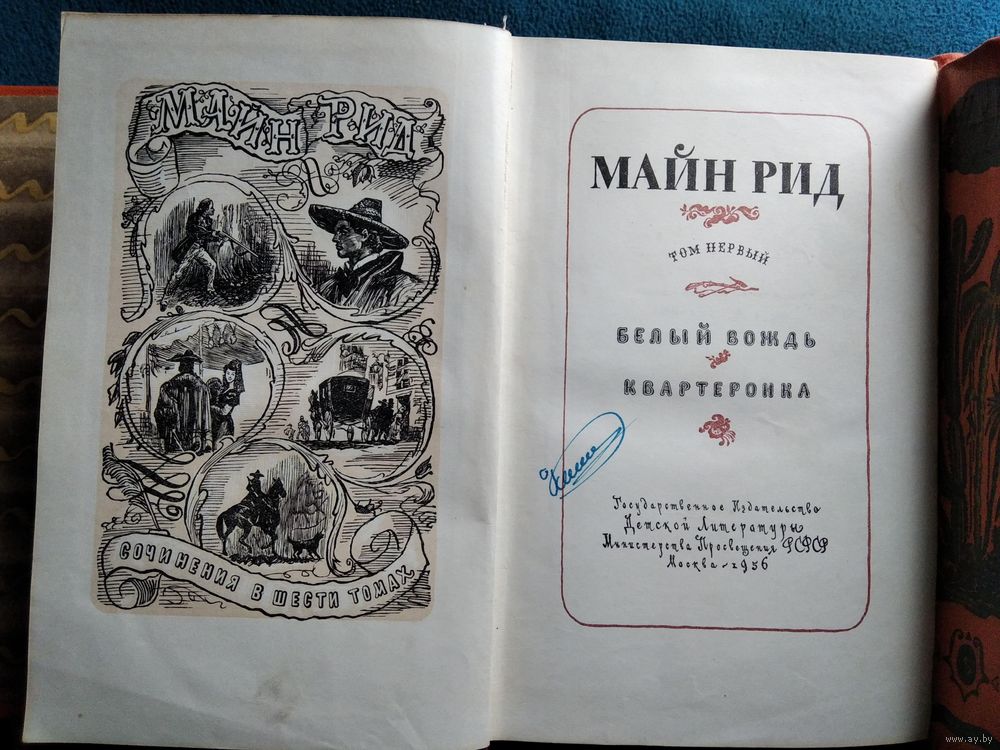 МАЙН РИД
СОЧИНЕНИЯ В ШЕСТИ ТОМАХ
МАЙН РИД
ТОМ ПЕРВЫЙ
БЕЛЫЙ ВОЖДЬ
КВАРТЕРОНКА
Государственное Издательство
Детской Литературы
Министерства Просвещения РСФСР
Москва - 1956
www.ay.by